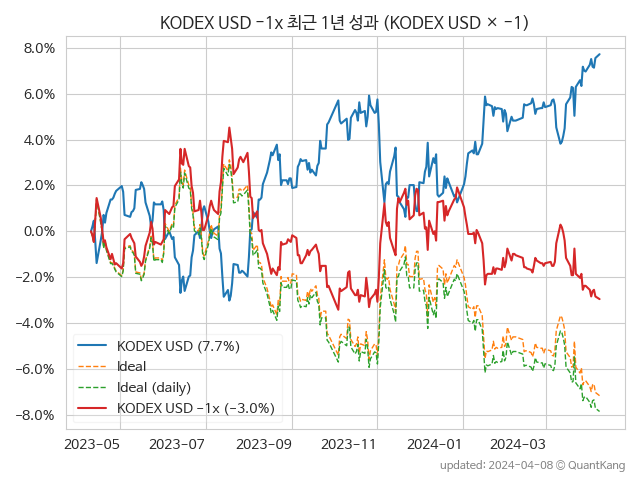 KODEX USD −1x 최근 1년 성과 (KODEX USD × −1)
8.0%
6.0%
4.0%
2.0%
0.0%
−2.0%
−4.0%
−6.0%
−8.0%
KODEX USD (7.7%)
Ideal
Ideal (daily)
KODEX USD −1x (−3.0%)
2023−05
2023−07
2023−09
2023−11
2024−01
2024−03
updated: 2024-04-08 © QuantKang